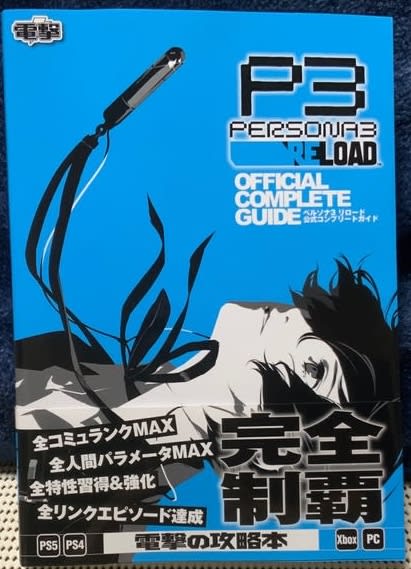 電撃
P3
PERSONA3
RELOAD™
OFFICIAL
COMPLETE
GUIDE
ペルソナ3 リロード
公式コンプリートガイド
全コミュランクMAX
全人間パラメータMAX
全特性習得&強化
全リンクエピソード達成
完全
制覇
PS5 PS4
電撃の攻略本
Xbox PC